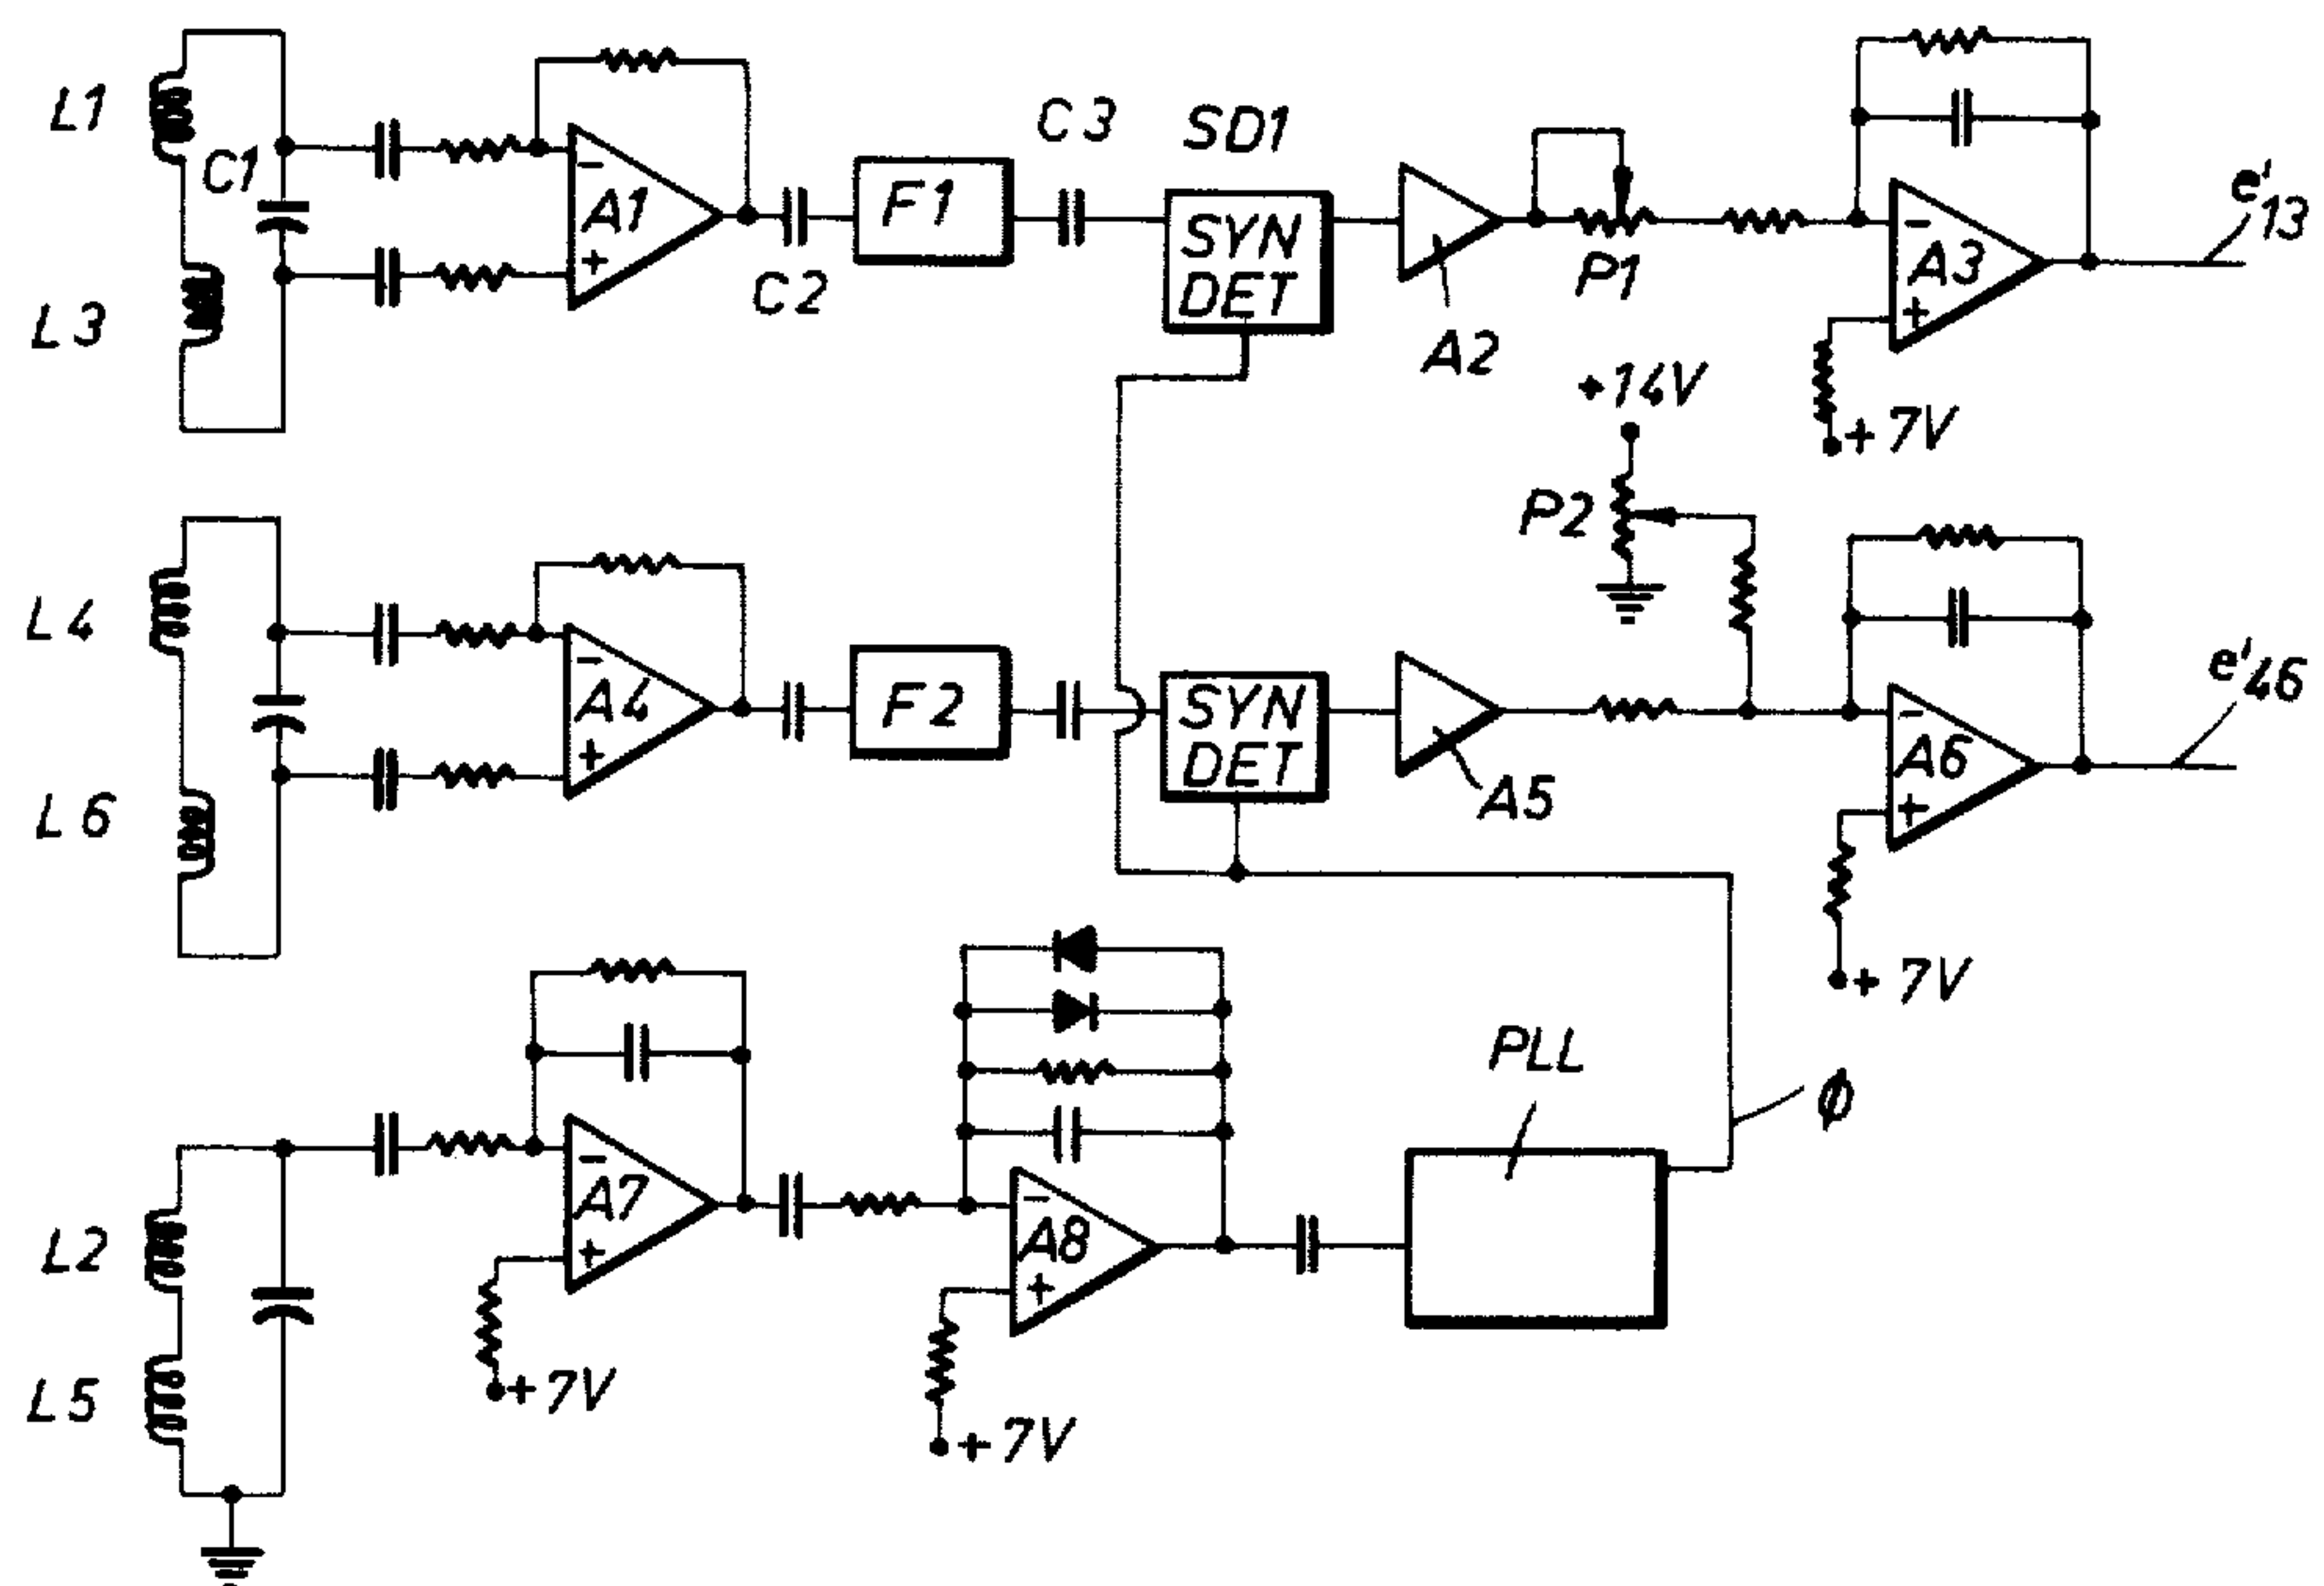 L1
C1
L3
-
A1
+
C2
F1
C3
SD1
SYN
DET
A2
P1
-
A3
+
+7V
e'13
L4
L6
-
A4
+
F2
SYN
DET
A5
+14V
P2
-
A6
+
+7V
e'46
L2
L5
-
A7
+
+7V
-
A8
+
+7V
PLL
ϕ